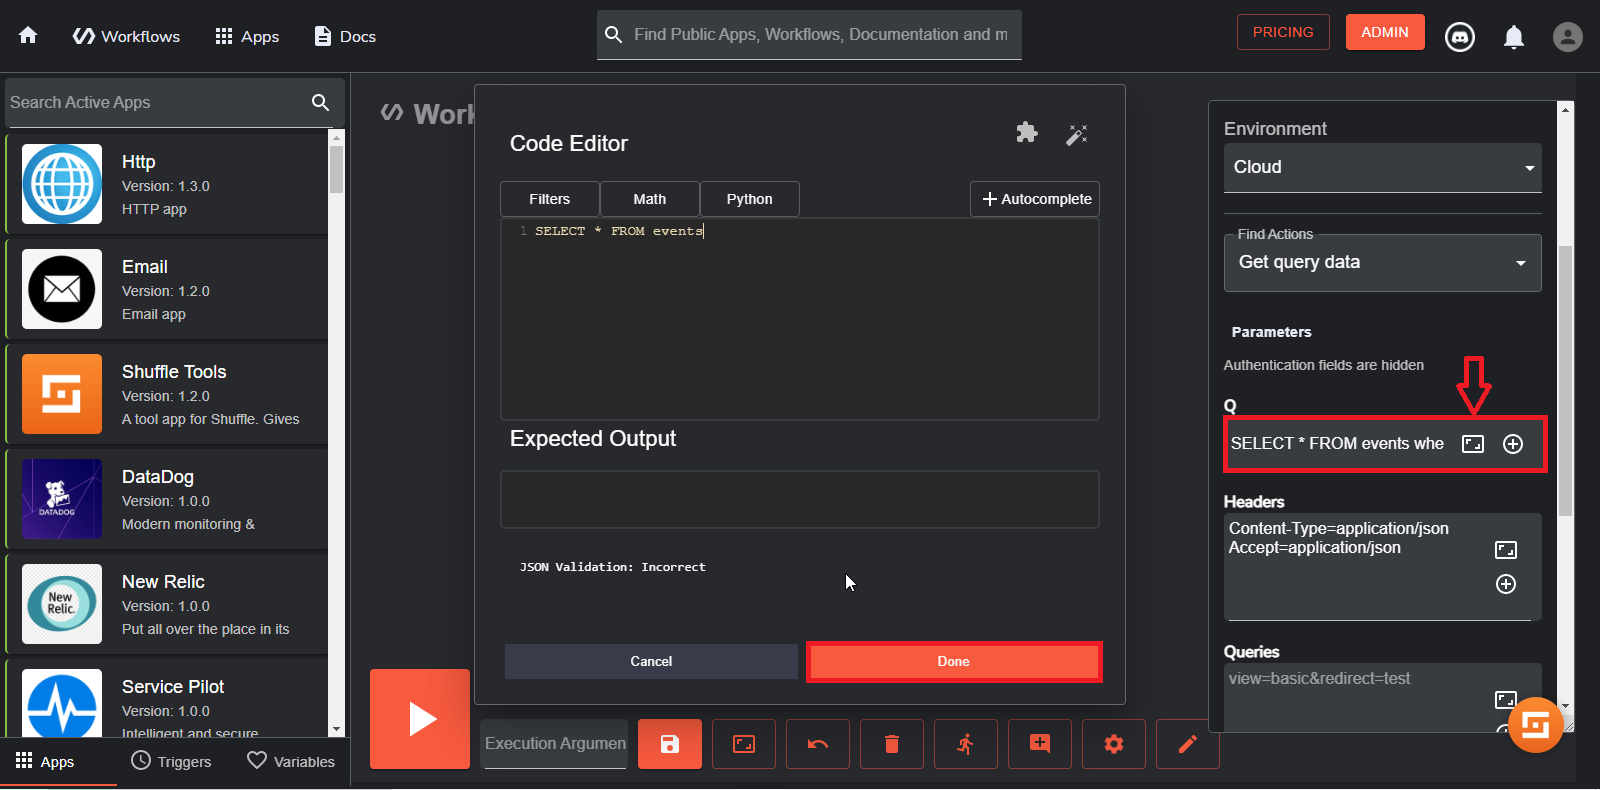 Workflows
Apps
Docs
Find Public Apps, Workflows, Documentation and m
PRICING
ADMIN
Search Active Apps
Http
Version: 1.3.0
HTTP app
Email
Version: 1.2.0
Email app
Shuffle Tools
Version: 1.2.0
A tool app for Shuffle. Gives
DATADOG
DataDog
Version: 1.0.0
Modern monitoring &
New
Relic.
New Relic
Version: 1.0.0
Put all over the place in its
Service Pilot
Version: 1.0.0
Intelligent and secure
Apps
Triggers
Variables
Work
Code Editor
Filters
Math
Python
Autocomplete
1 SELECT * FROM events
Expected Output
JSON Validation: Incorrect
Cancel
Done
Execution Argumen
Environment
Cloud
Find Actions
Get query data
Parameters
Authentication fields are hidden
Q
SELECT * FROM events whe
Headers
Content-Type=application/json
Accept=application/json
Queries
view=basic&redirect=test